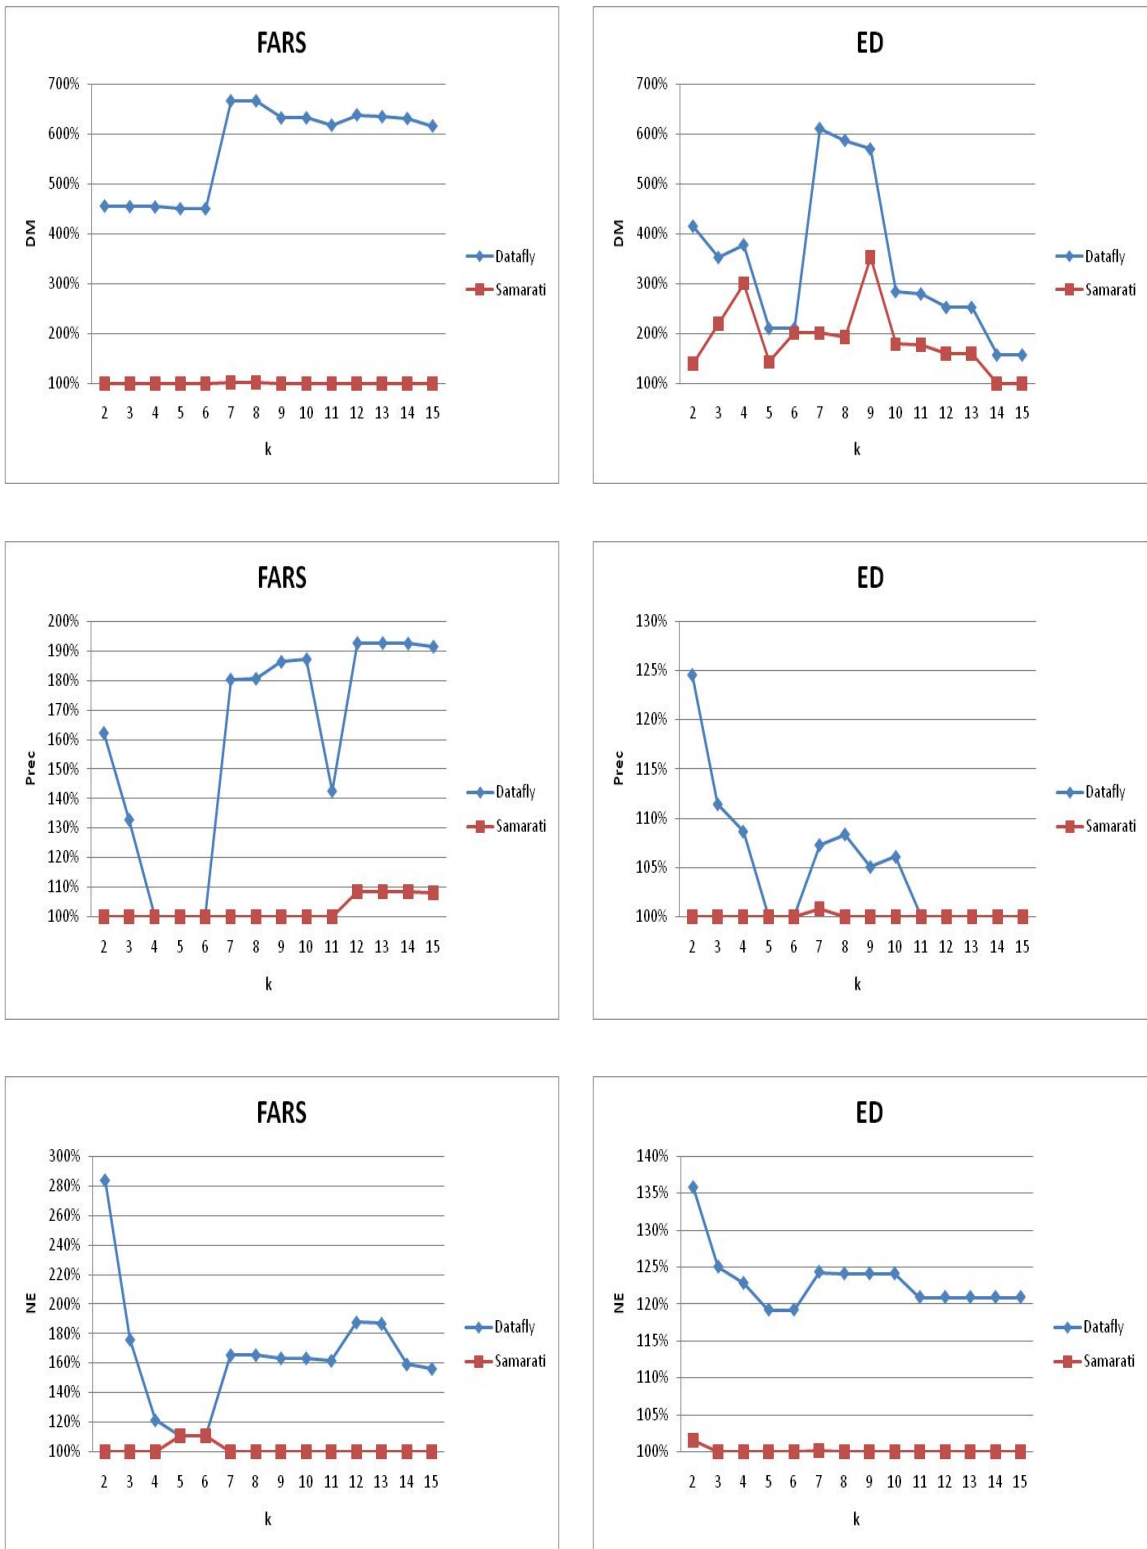 FARS
700%
600%
500%
400%
300%
200%
100%
DM
2 3 4 5 6 7 8 9 10 11 12 13 14 15
k
Datafly
Samarati
ED
700%
600%
500%
400%
300%
200%
100%
DM
2 3 4 5 6 7 8 9 10 11 12 13 14 15
k
Datafly
Samarati
FARS
200%
190%
180%
170%
160%
150%
140%
130%
120%
110%
100%
Prec
2 3 4 5 6 7 8 9 10 11 12 13 14 15
k
Datafly
Samarati
ED
130%
125%
120%
115%
110%
105%
100%
Prec
2 3 4 5 6 7 8 9 10 11 12 13 14 15
k
Datafly
Samarati
FARS
300%
280%
260%
240%
220%
200%
180%
160%
140%
120%
100%
NE
2 3 4 5 6 7 8 9 10 11 12 13 14 15
k
Datafly
Samarati
ED
140%
135%
130%
125%
120%
115%
110%
105%
100%
NE
2 3 4 5 6 7 8 9 10 11 12 13 14 15
k
Datafly
Samarati